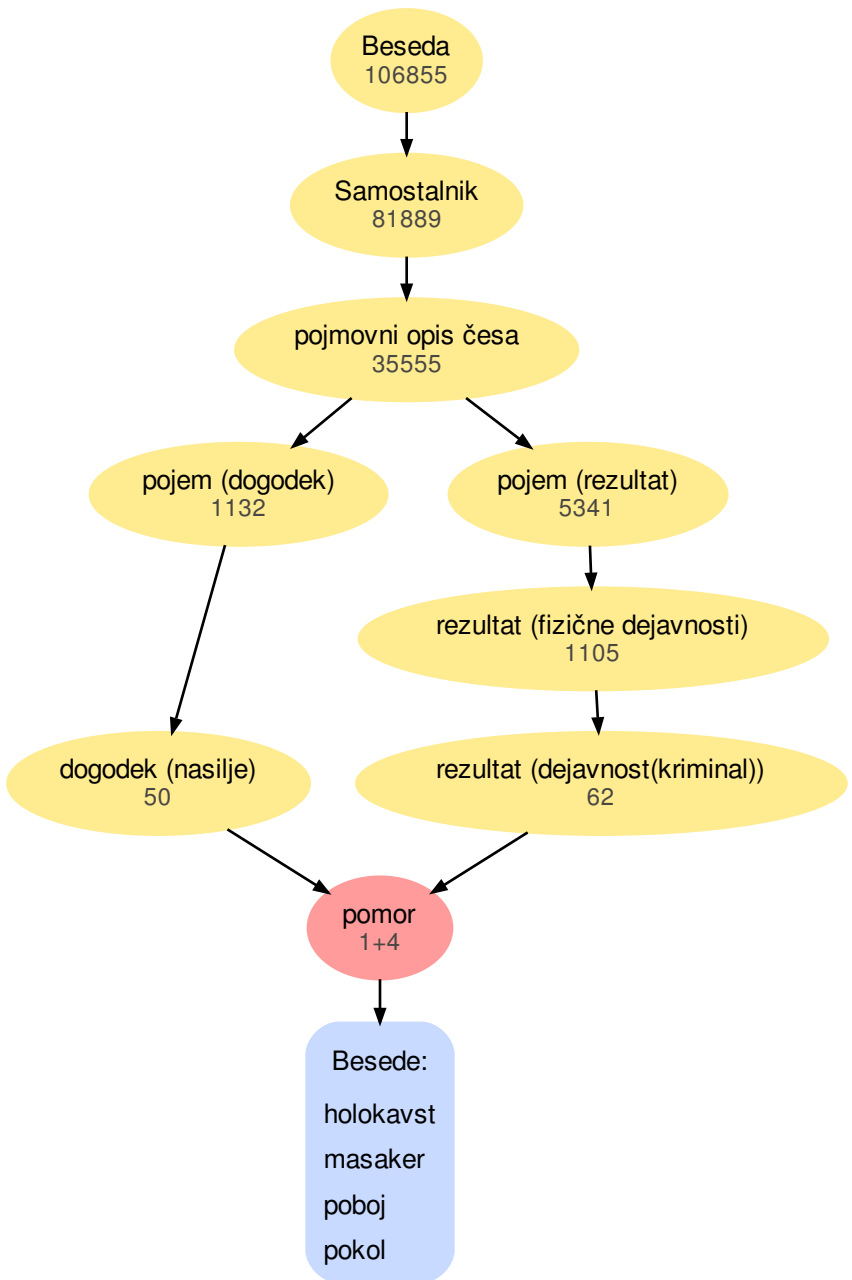 Beseda
106855
Samostalnik
81889
pojmovni opis česa
35555
pojem (dogodek)
1132
pojem (rezultat)
5341
rezultat (fizične dejavnosti)
1105
dogodek (nasilje)
50
rezultat (dejavnost(kriminal))
62
pomor
1+4
Besede:
holokavst
masaker
poboj
pokol